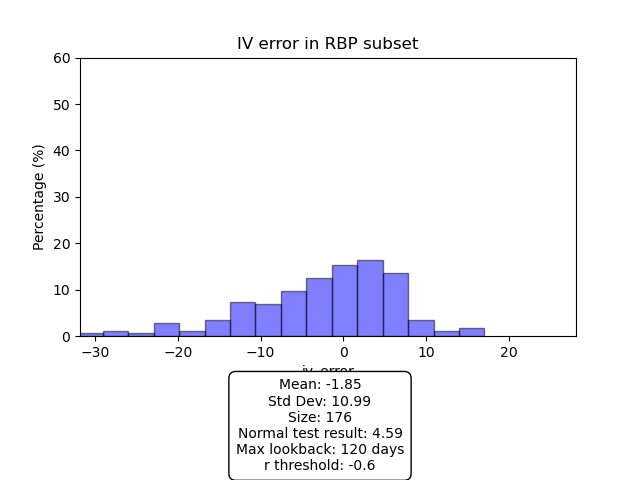 IV error in RBP subset
60
50
40
30
20
10
0
Percentage (%)
−30
−20
−10
0
10
20
iv_error
Mean: -1.85
Std Dev: 10.99
Size: 176
Normal test result: 4.59
Max lookback: 120 days
r threshold: -0.6